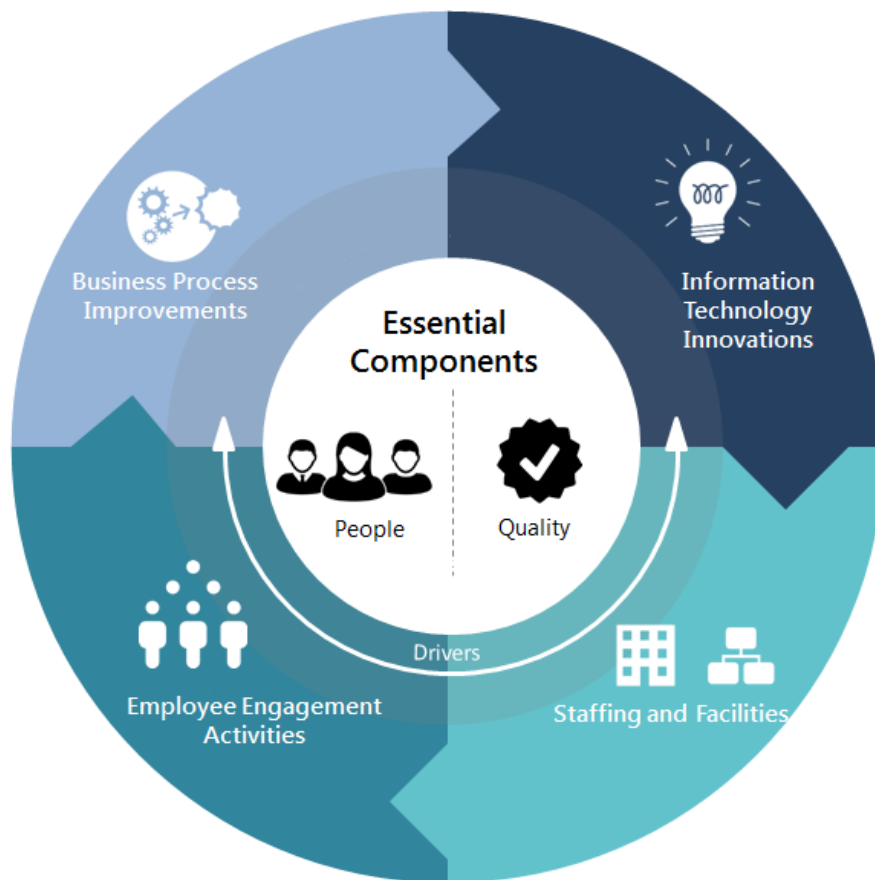 Business Process
Improvements
Information
Technology
Innovations
Essential
Components
People
Quality
Drivers
Employee Engagement
Activities
Staffing and Facilities